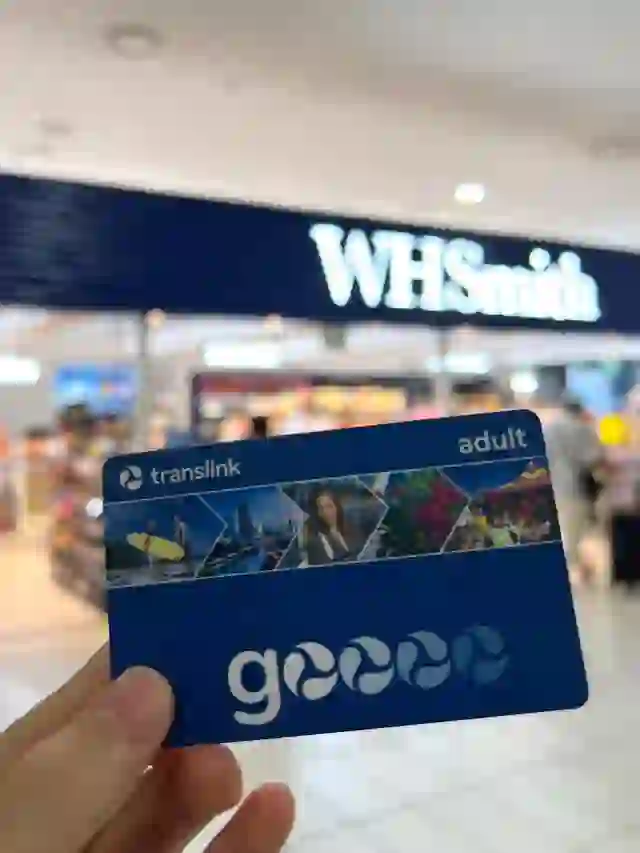 WHSmith
translink
adult
go